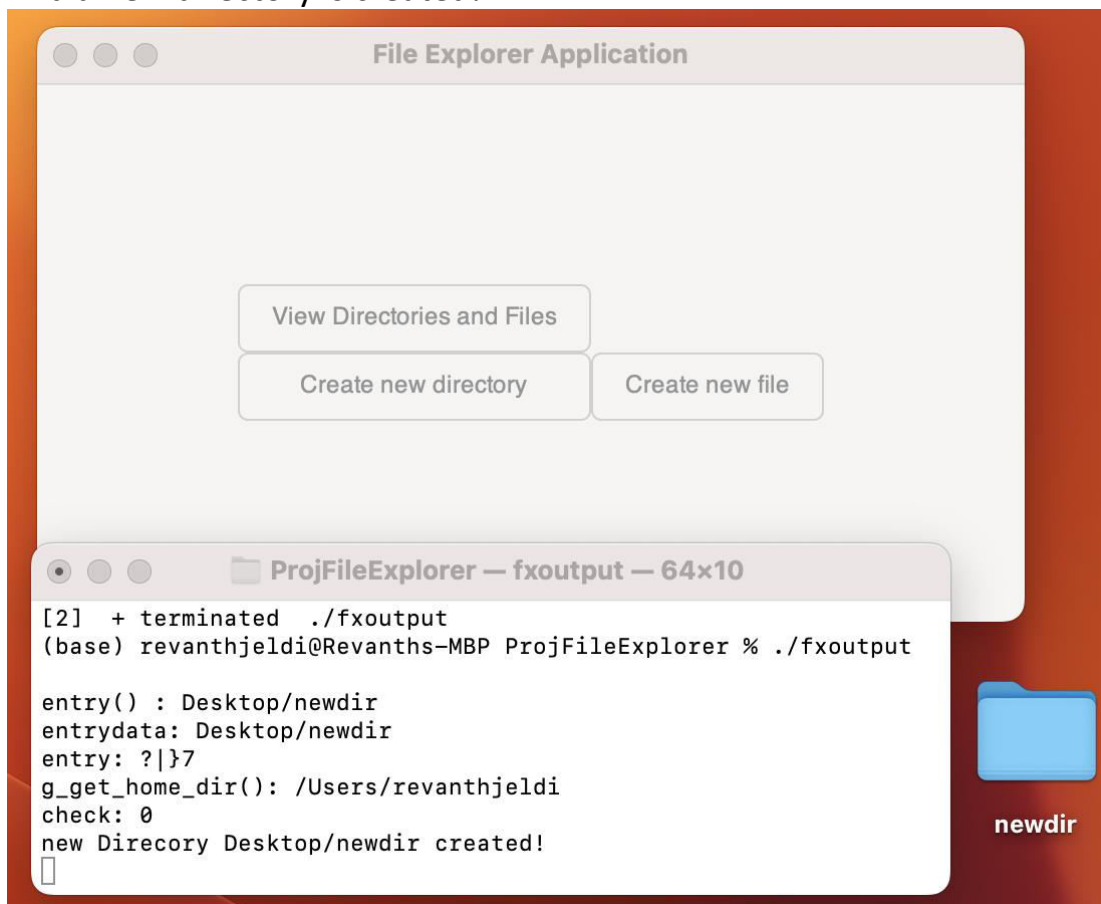 File Explorer Application
View Directories and Files
Create new directory Create new file
ProjFileExplorer — fxoutput — 64×10
[2]  + terminated  ./fxoutput
(base) revanthjeldi@Revanths-MBP ProjFileExplorer % ./fxoutput
entry() : Desktop/newdir
entrydata: Desktop/newdir
entry: ?|}7
g_get_home_dir(): /Users/revanthjeldi
check: 0
new Direcory Desktop/newdir created!
newdir